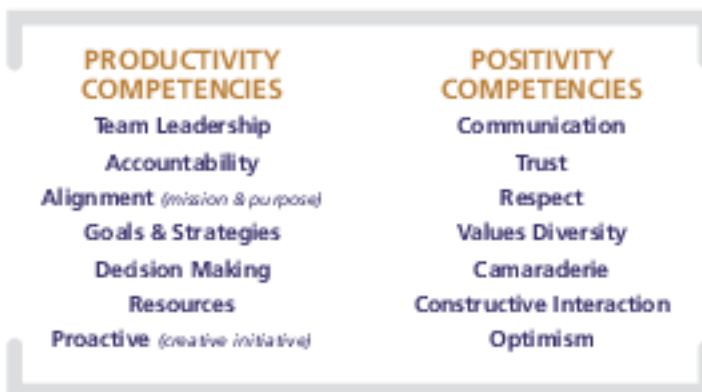 PRODUCTIVITY
COMPETENCIES
Team Leadership
Accountability
Alignment (mission & purpose)
Goals & Strategies
Decision Making
Resources
Proactive (creative initiative)
POSITIVITY
COMPETENCIES
Communication
Trust
Respect
Values Diversity
Camaraderie
Constructive Interaction
Optimism